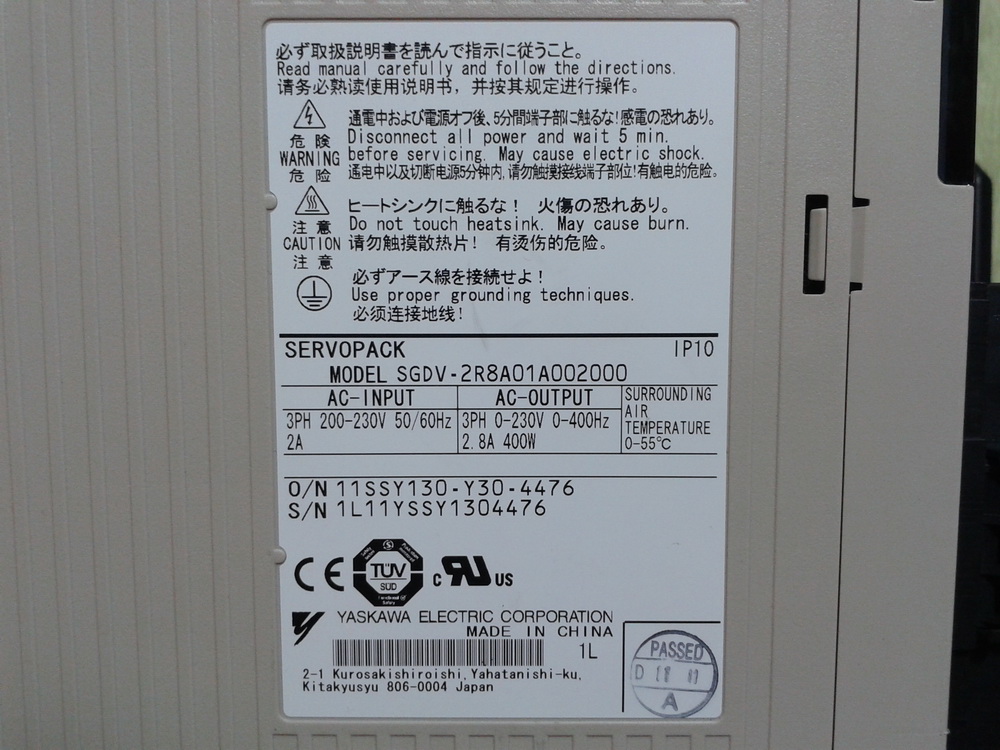 必ず取扱説明書を読んで指示に従うこと。
Read manual carefully and follow the directions.
请务必熟读使用说明书，并按其规定进行操作。
危 険
WARNING
危 险
通電中および電源オフ後、5分間端子部に触るな!感電の恐れあり。
Disconnect all power and wait 5 min.
before servicing. May cause electric shock.
通电中以及切断电源5分钟内,请勿触摸接线端子部位!有触电的危险。
注 意
CAUTION
注 意
ヒートシンクに触るな! 火傷の恐れあり。
Do not touch heatsink. May cause burn.
请勿触摸散热片! 有烫伤的危险。
必ずアース線を接続せよ!
Use proper grounding techniques.
必须连接地线!
SERVOPACK IP10
MODEL SGDV-2R8A01A002000
AC-INPUT
3PH 200-230V 50/60Hz
2A
AC-OUTPUT
3PH 0-230V 0-400Hz
2.8A 400W
SURROUNDING
AIR
TEMPERATURE
0-55℃
O/N 11SSY130-Y30-4476
S/N 1L11YSSY1304476
CE
TÜV
SÜD
c RU US
YASKAWA ELECTRIC CORPORATION
MADE IN CHINA
1L
2-1 Kurosakishiroishi,Yahatanishi-ku,
Kitakyusyu 806-0004 Japan
PASSED
D
A